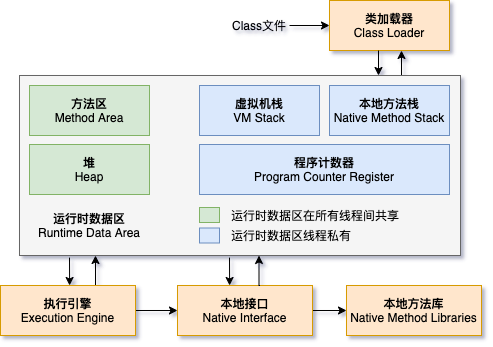 Class文件
类加载器
Class Loader
方法区
Method Area
虚拟机栈
VM Stack
本地方法栈
Native Method Stack
堆
Heap
程序计数器
Program Counter Register
运行时数据区
Runtime Data Area
运行时数据区在所有线程间共享
运行时数据区线程私有
执行引擎
Execution Engine
本地接口
Native Interface
本地方法库
Native Method Libraries